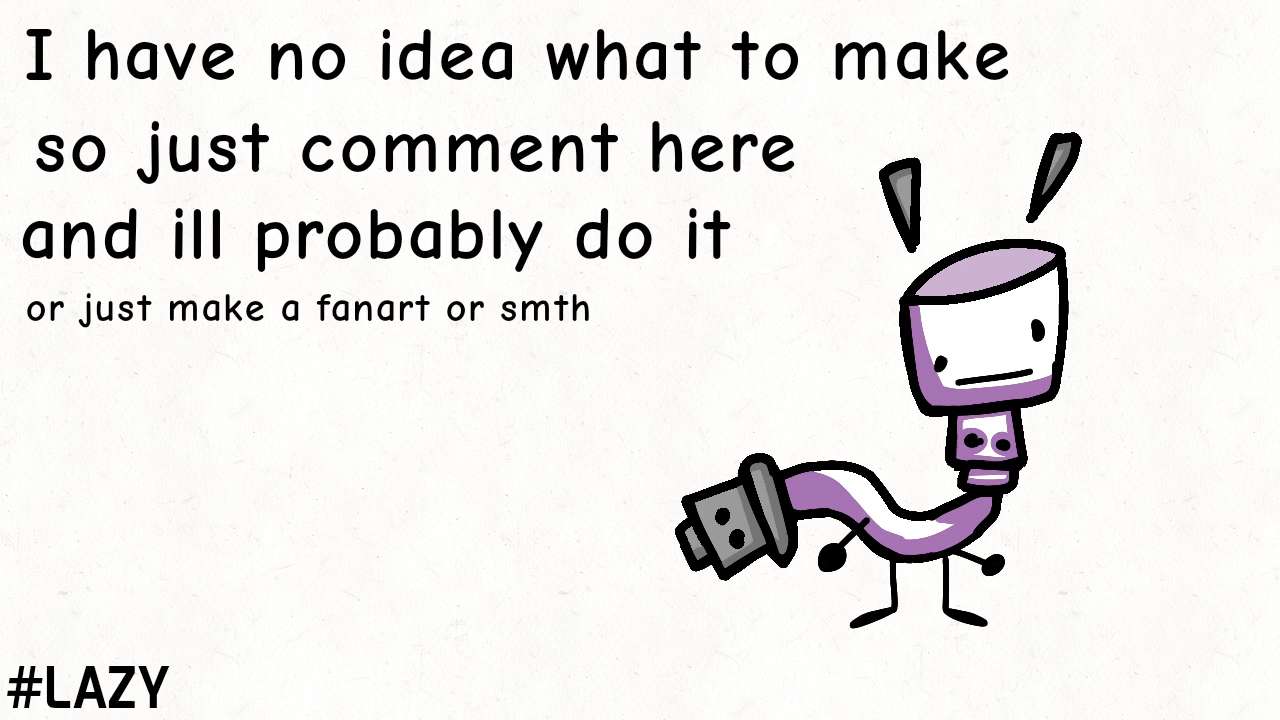 I have no idea what to make
so just comment here
and ill probably do it
or just make a fanart or smth
#LAZY